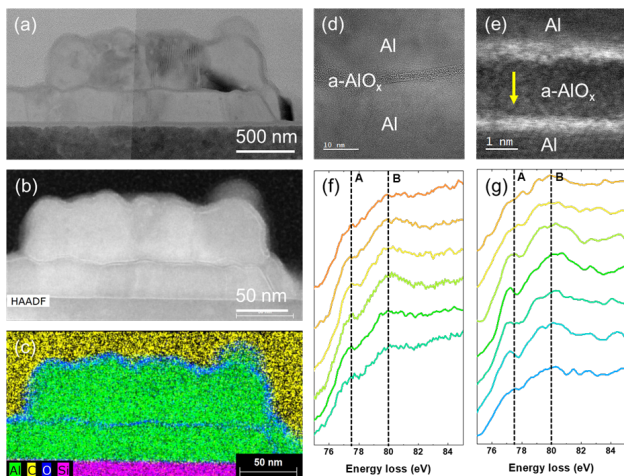 (a)
500 nm
(b)
HAADF
50 nm
(c)
Al C O Si
50 nm
(d)
Al
a-AlOx
Al
10 nm
(e)
Al
a-AlOx
1 nm
Al
(f)
A
B
76 78 80 82 84
Energy loss (eV)
(g)
A
B
76 78 80 82 84
Energy loss (eV)